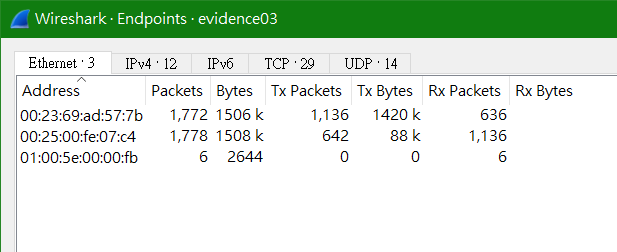 Wireshark · Endpoints · evidence03
Ethernet · 3 IPv4 · 12 IPv6 TCP · 29 UDP · 14
Address Packets Bytes Tx Packets Tx Bytes Rx Packets Rx Bytes
00:23:69:ad:57:7b 1,772 1506 k 1,136 1420 k 636
00:25:00:fe:07:c4 1,778 1508 k 642 88 k 1,136
01:00:5e:00:00:fb 6 2644 0 0 6